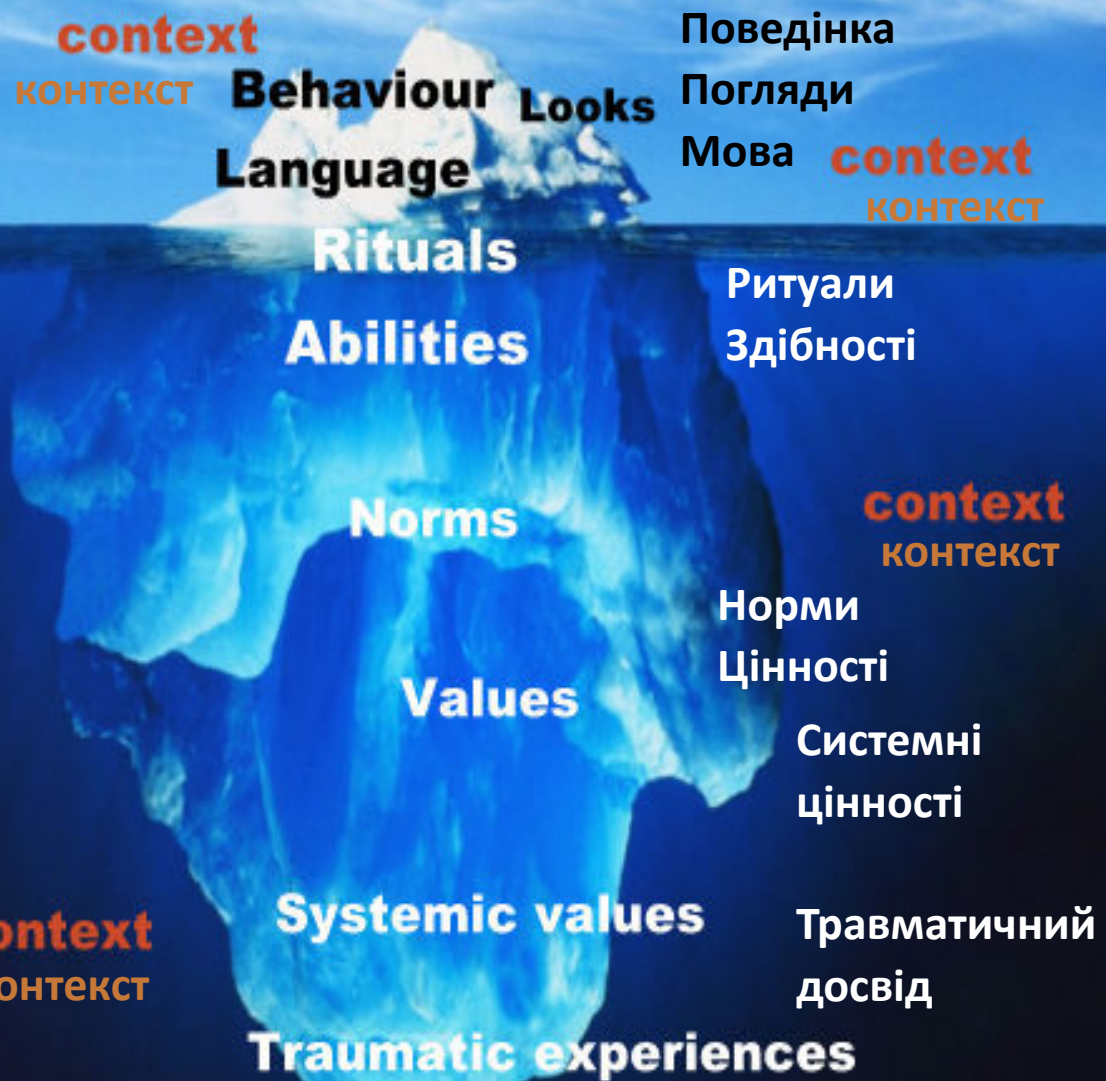 context
контекст
Behaviour
Looks
Language
Поведінка
Погляди
Мова
context
контекст
Rituals
Abilities
Ритуали
Здібності
Norms
context
контекст
Норми
Цінності
Values
Системні
цінності
Systemic values
ontext
онтекст
Травматичний
досвід
Traumatic experiences